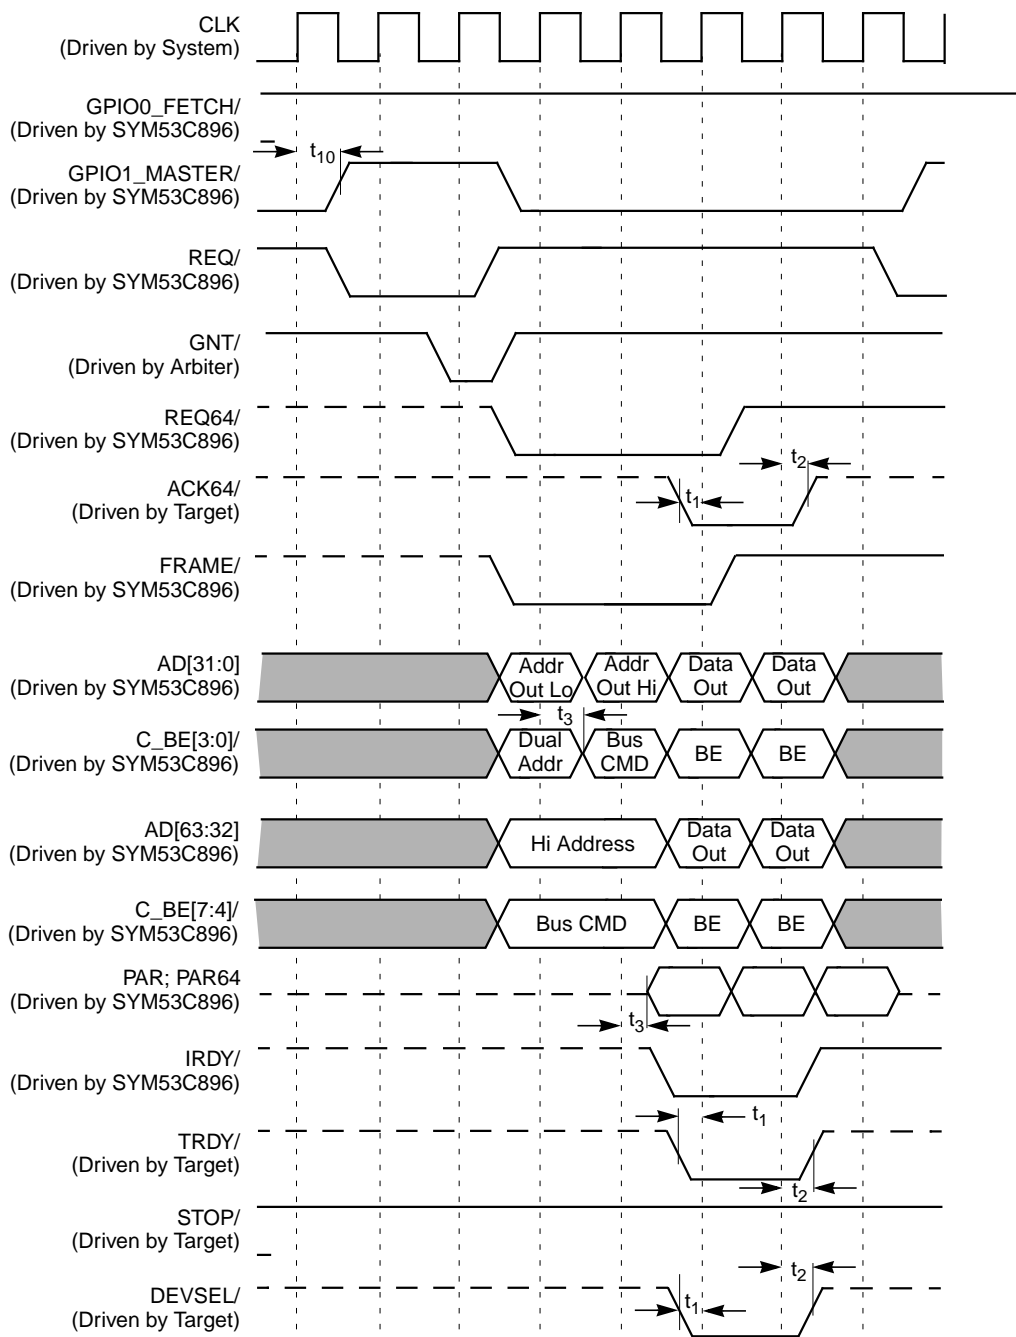 CLK
(Driven by System)
GPIO0_FETCH/
(Driven by SYM53C896)
t10
GPIO1_MASTER/
(Driven by SYM53C896)
REQ/
(Driven by SYM53C896)
GNT/
(Driven by Arbiter)
REQ64/
(Driven by SYM53C896)
t2
ACK64/
(Driven by Target)
t1
FRAME/
(Driven by SYM53C896)
AD[31:0]
(Driven by SYM53C896)
Addr
Out Lo
Addr
Out Hi
Data
Out
Data
Out
t3
C_BE[3:0]/
(Driven by SYM53C896)
Dual
Addr
Bus
CMD
BE
BE
AD[63:32]
(Driven by SYM53C896)
Hi Address
Data
Out
Data
Out
C_BE[7:4]/
(Driven by SYM53C896)
Bus CMD
BE
BE
PAR; PAR64
(Driven by SYM53C896)
t3
IRDY/
(Driven by SYM53C896)
t1
TRDY/
(Driven by Target)
t2
STOP/
(Driven by Target)
t2
DEVSEL/
(Driven by Target)
t1